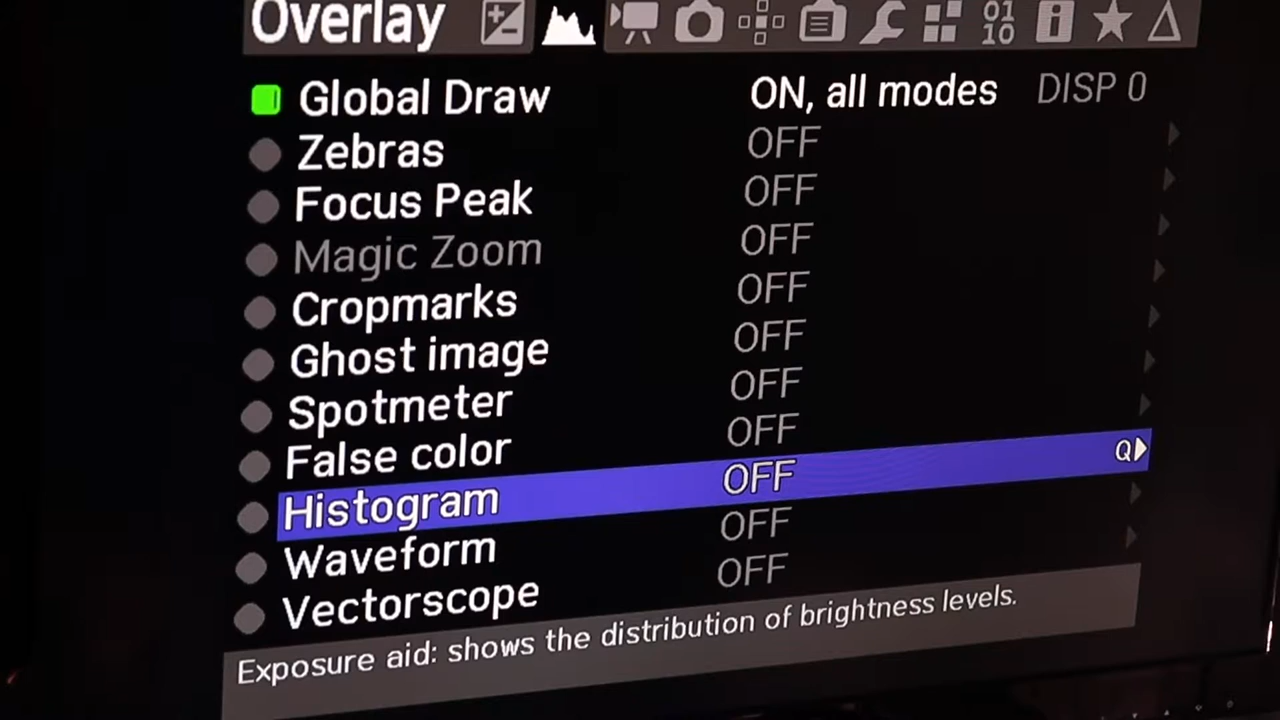 Overlay
Global Draw ON, all modes DISP 0
Zebras OFF
Focus Peak OFF
Magic Zoom OFF
Cropmarks OFF
Ghost image OFF
Spotmeter OFF
False color OFF
Histogram OFF Q
Waveform OFF
Vectorscope OFF
Exposure aid: shows the distribution of brightness levels.